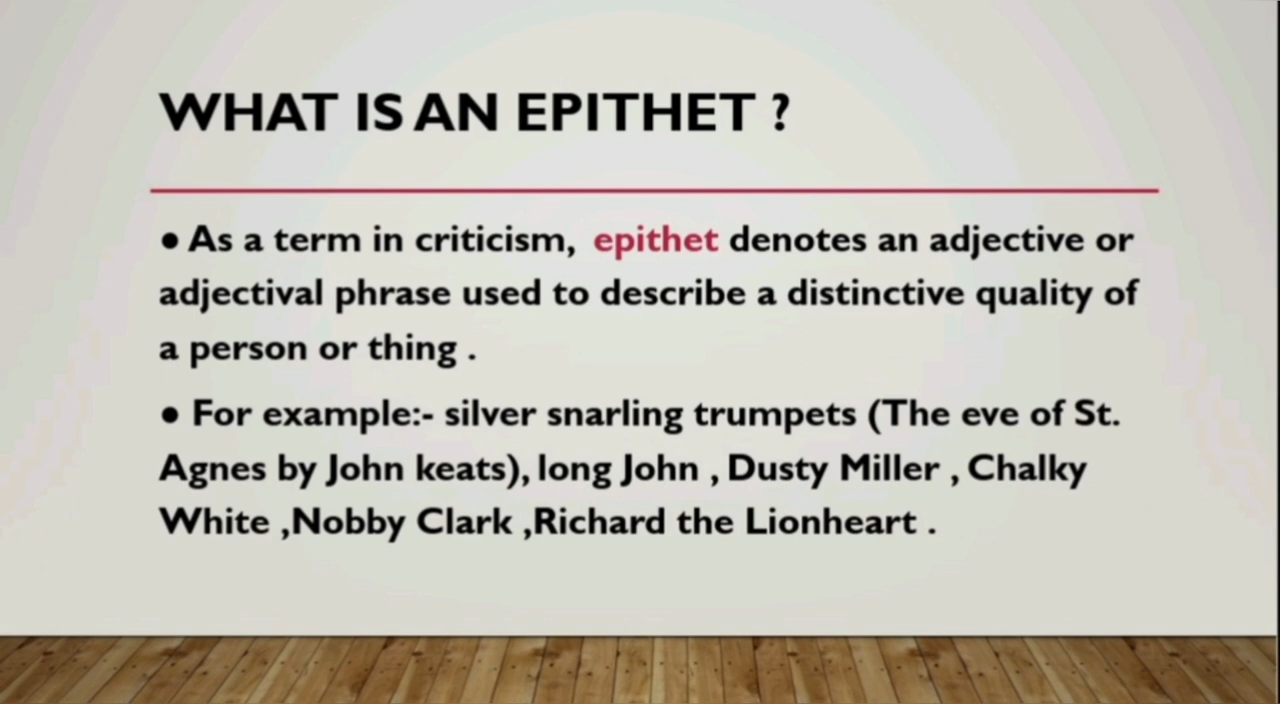 WHAT IS AN EPITHET ?
● As a term in criticism, epithet denotes an adjective or
adjectival phrase used to describe a distinctive quality of
a person or thing .
● For example:- silver snarling trumpets (The eve of St.
Agnes by John keats), long John , Dusty Miller , Chalky
White ,Nobby Clark ,Richard the Lionheart .